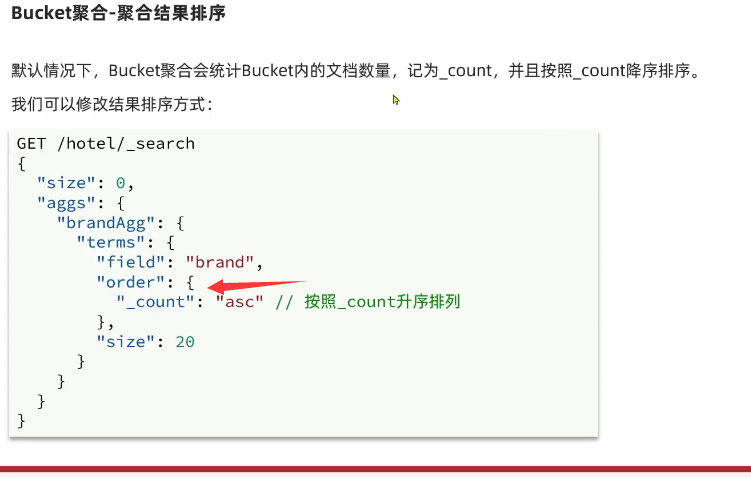 Bucket聚合-聚合结果排序
默认情况下，Bucket聚合会统计Bucket内的文档数量，记为_count，并且按照_count降序排序。
我们可以修改结果排序方式：
GET /hotel/_search
{
  "size": 0,
  "aggs": {
    "brandAgg": {
      "terms": {
        "field": "brand",
        "order": {
          "_count": "asc" // 按照_count升序排列
        },
        "size": 20
      }
    }
  }
}